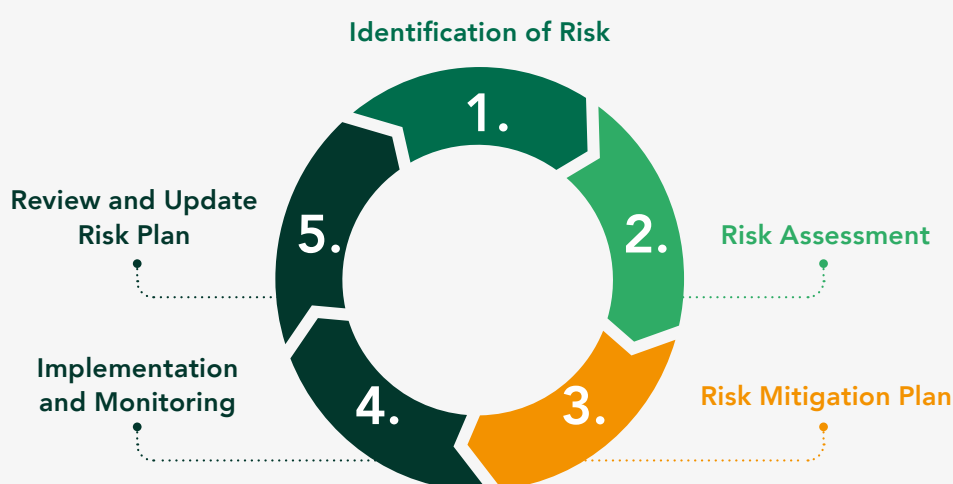 Identification of Risk
1.
2.
Risk Assessment
3.
Risk Mitigation Plan
4.
Implementation
and Monitoring
5.
Review and Update
Risk Plan